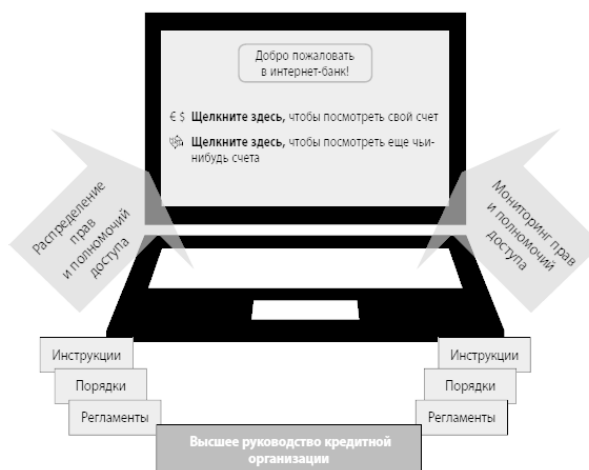 Добро пожаловать
в интернет-банк!
€ $ Щелкните здесь, чтобы посмотреть свой счет
Щелкните здесь, чтобы посмотреть еще чьи-
нибудь счета
Распределение
прав
и полномочий
доступа
Мониторинг прав
и полномочий
доступа
Инструкции
Порядки
Регламенты
Инструкции
Порядки
Регламенты
Высшее руководство кредитной
организации